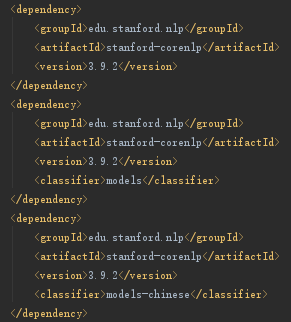 <dependency>
<groupId>edu.stanford.nlp</groupId>
<artifactId>stanford-corenlp</artifactId>
<version>3.9.2</version>
</dependency>
<dependency>
<groupId>edu.stanford.nlp</groupId>
<artifactId>stanford-corenlp</artifactId>
<version>3.9.2</version>
<classifier>models</classifier>
</dependency>
<dependency>
<groupId>edu.stanford.nlp</groupId>
<artifactId>stanford-corenlp</artifactId>
<version>3.9.2</version>
<classifier>models-chinese</classifier>
</dependency>